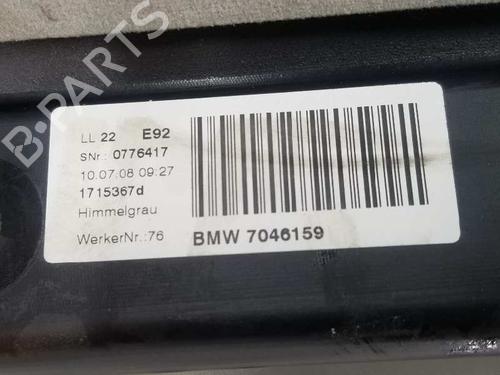 B.PARTS
LL 22 E92
SNr.: 0776417
10.07.08 09:27
1715367d
Himmelgrau
WerkerNr.:76
BMW 7046159